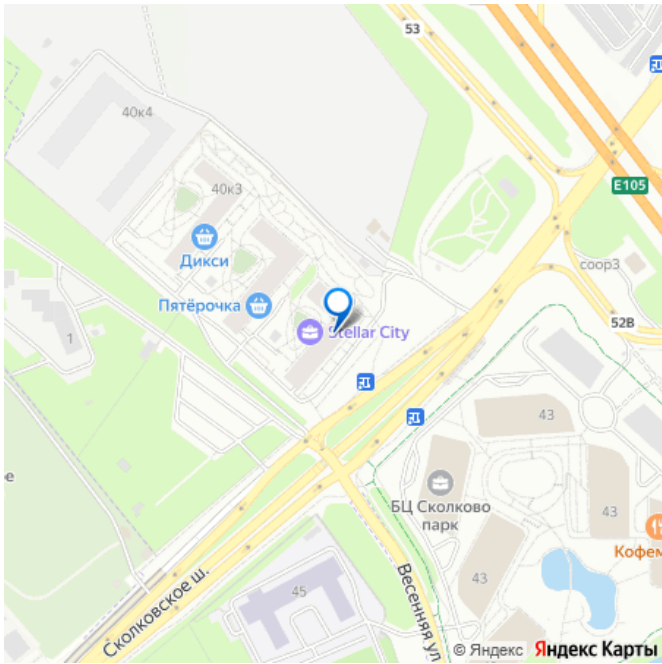 53
40к4
40к3
E105
Дикси
соор3
Пятёрочка
52В
Stellar City
1
43
БЦ Сколково
парк
43
Кофем
43
Сколковское ш.
45
Весенняя ул
© Яндекс Яндекс Карты